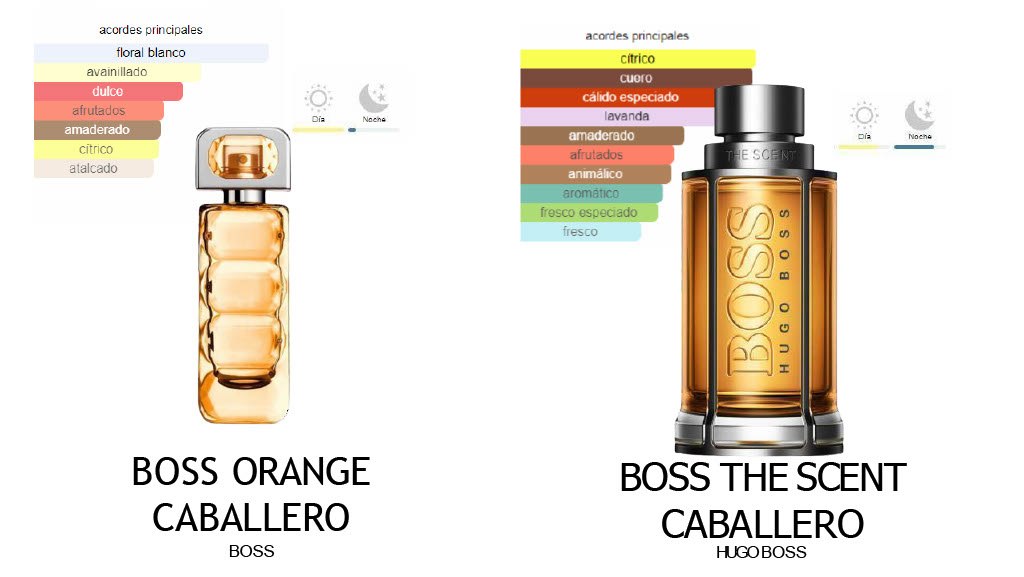 acordes principales
floral blanco
avainillado
dulce
afrutados
amaderado
cítrico
atalcado
Día
Noche
BOSS ORANGE
CABALLERO
BOSS
acordes principales
cítrico
cuero
cálido especiado
lavanda
amaderado
afrutados
animálico
aromático
fresco especiado
fresco
Día
Noche
THE SCENT
BOSS
HUGO BOSS
BOSS THE SCENT
CABALLERO
HUGO BOSS